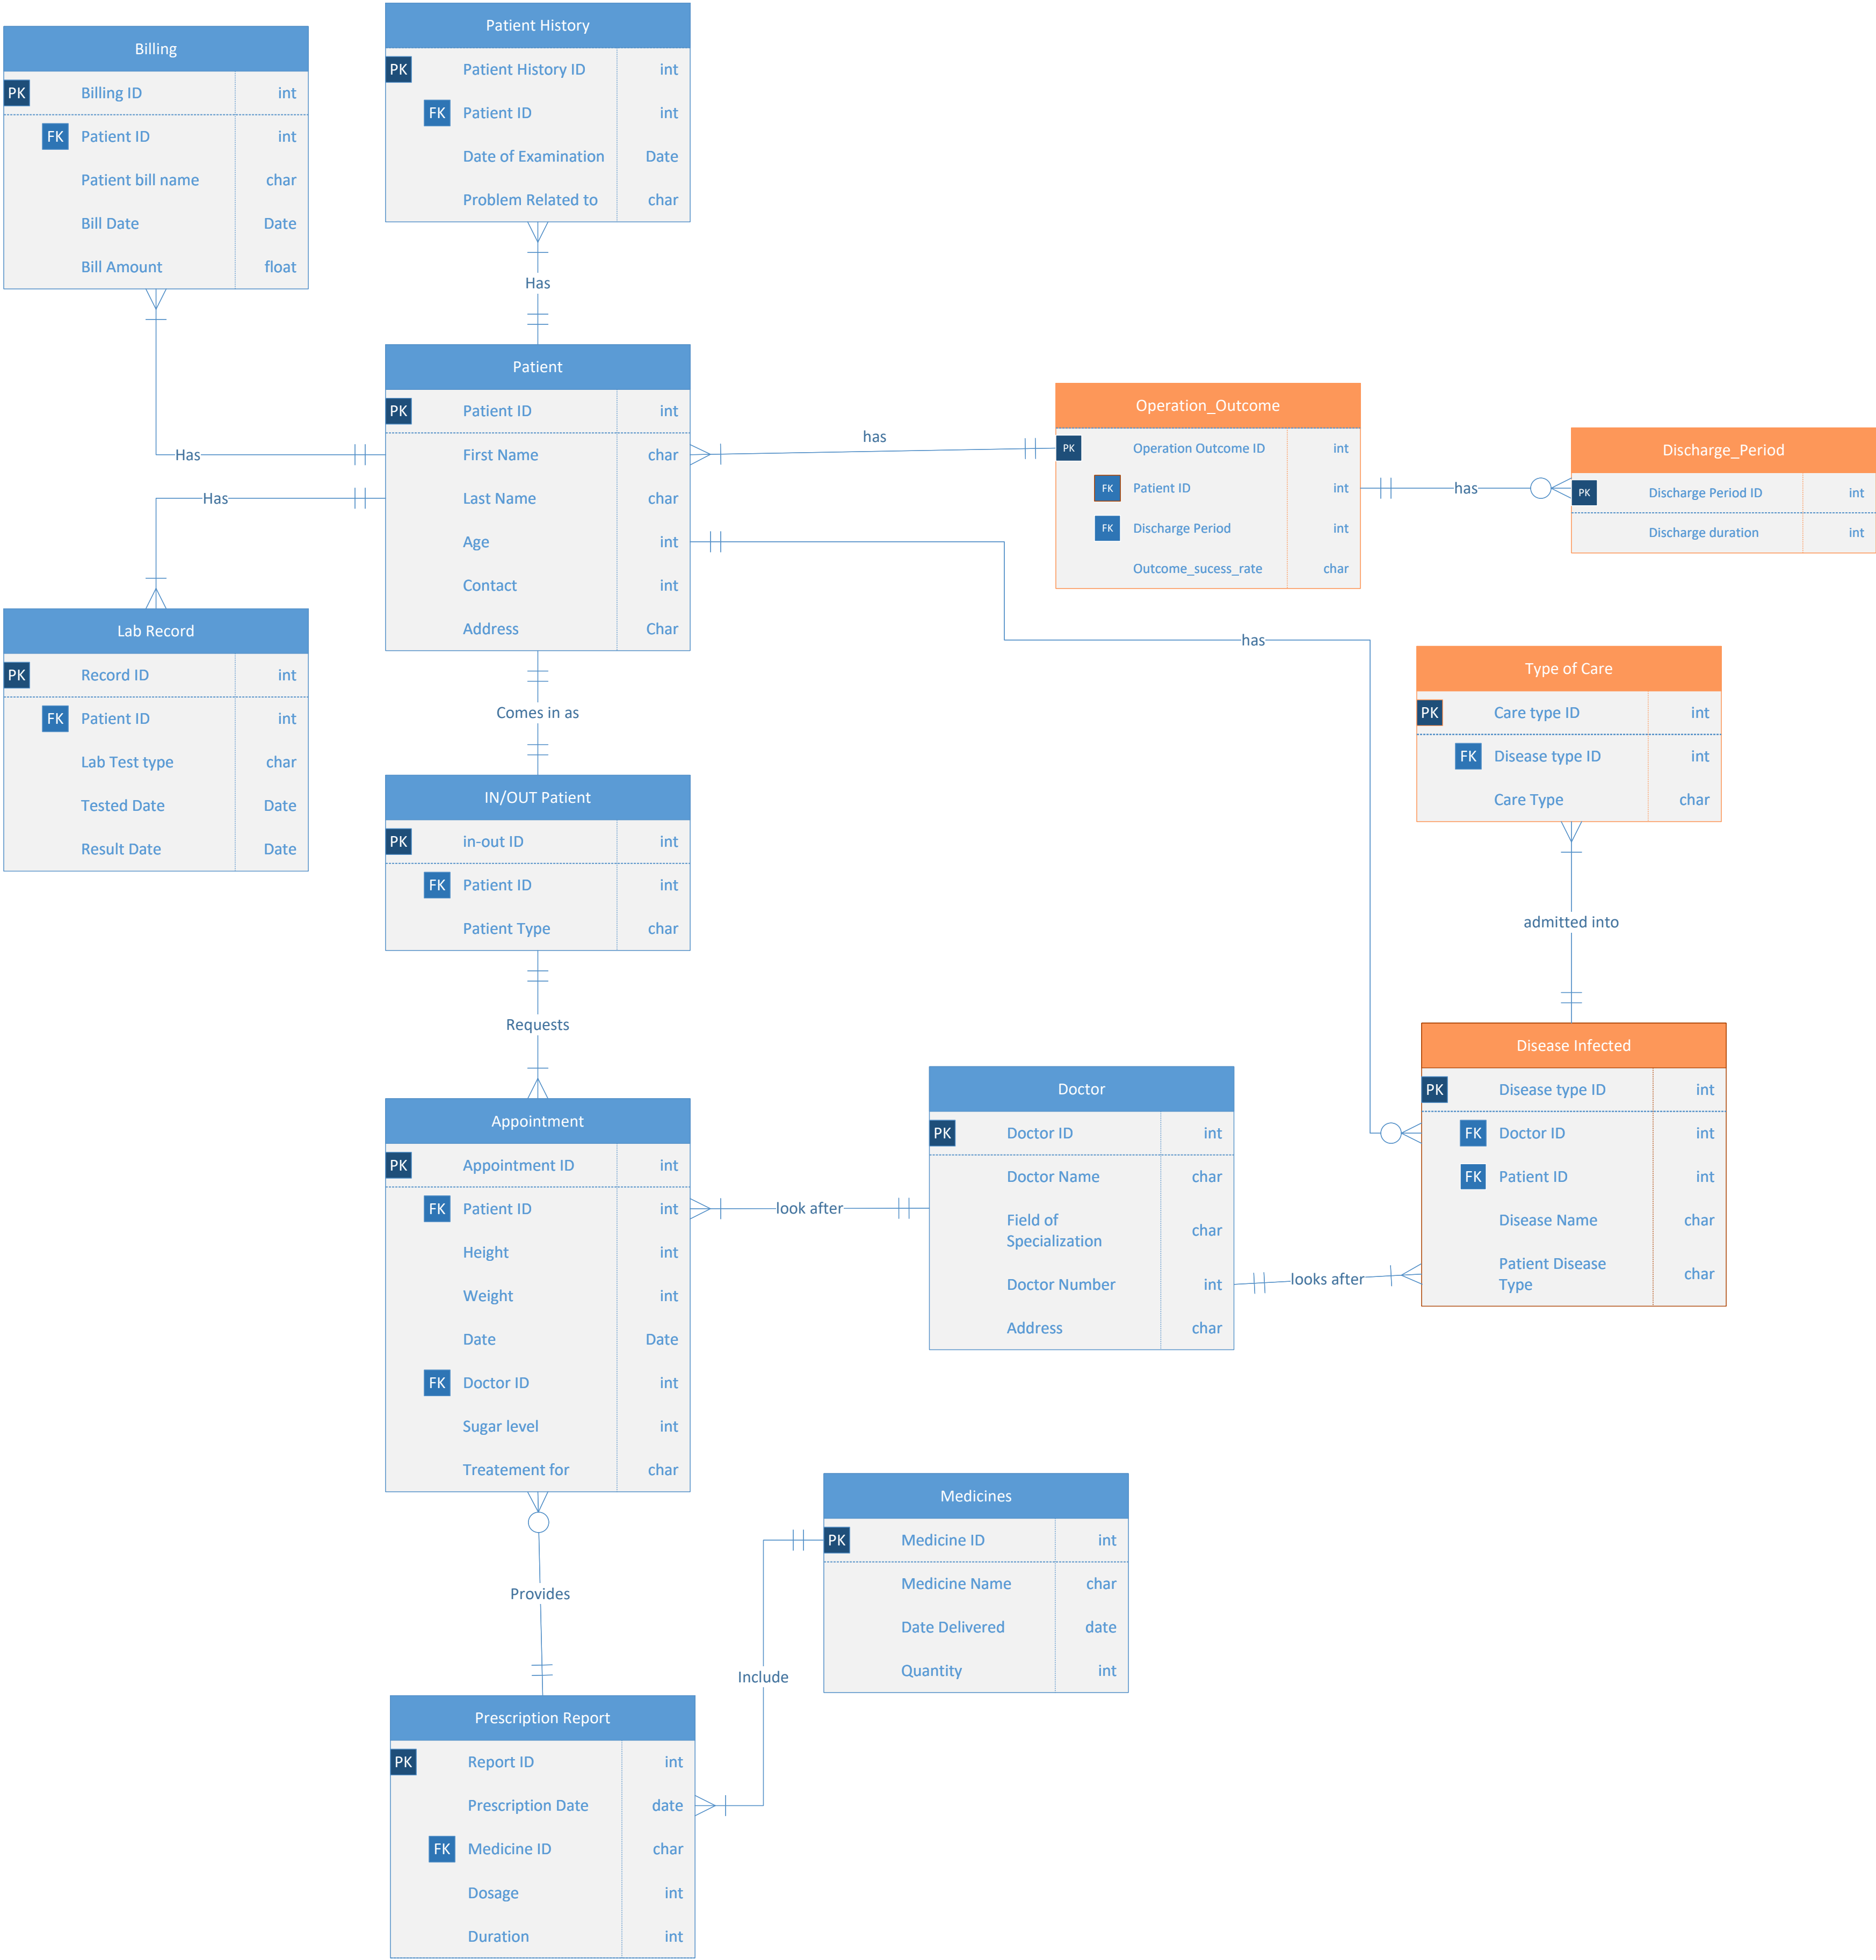 Billing
PK Billing ID int
FK Patient ID int
Patient bill name char
Bill Date Date
Bill Amount float
Patient History
PK Patient History ID int
FK Patient ID int
Date of Examination Date
Problem Related to char
Has
Patient
PK Patient ID int
First Name char
Last Name char
Age int
Contact int
Address Char
Has
Has
has
Operation_Outcome
PK Operation Outcome ID int
FK Patient ID int
FK Discharge Period int
Outcome_sucess_rate char
has
Discharge_Period
PK Discharge Period ID int
Discharge duration int
Lab Record
PK Record ID int
FK Patient ID int
Lab Test type char
Tested Date Date
Result Date Date
has
Type of Care
PK Care type ID int
FK Disease type ID int
Care Type char
Comes in as
IN/OUT Patient
PK in-out ID int
FK Patient ID int
Patient Type char
admitted into
Requests
Disease Infected
PK Disease type ID int
FK Doctor ID int
FK Patient ID int
Disease Name char
Patient Disease
Type char
Doctor
PK Doctor ID int
Doctor Name char
Field of
Specialization char
Doctor Number int
Address char
looks after
Appointment
PK Appointment ID int
FK Patient ID int
Height int
Weight int
Date Date
FK Doctor ID int
Sugar level int
Treatement for char
look after
Medicines
PK Medicine ID int
Medicine Name char
Date Delivered date
Quantity int
Provides
Include
Prescription Report
PK Report ID int
Prescription Date date
FK Medicine ID char
Dosage int
Duration int